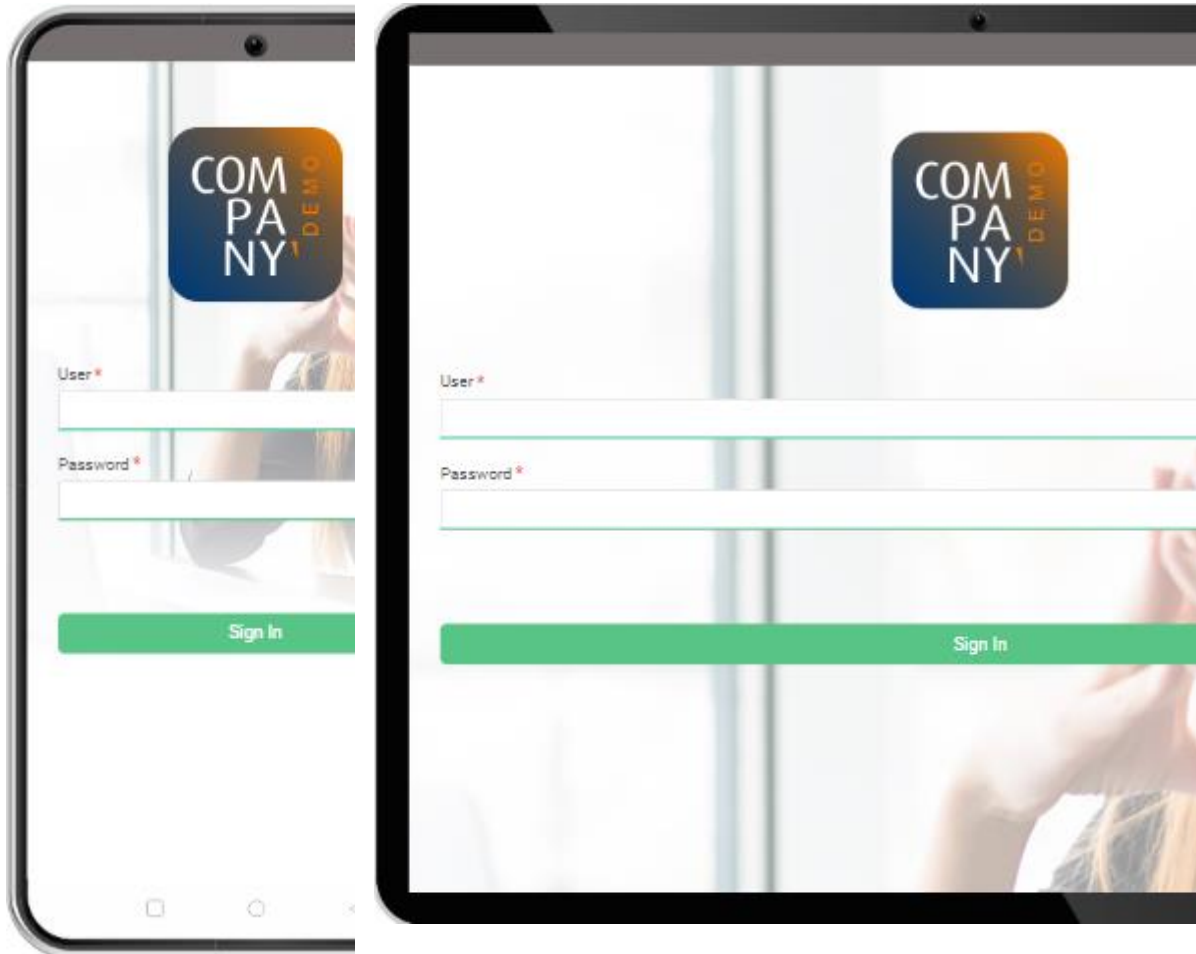 COM
PA
NY
DEMO
User *
Password *
Sign In
COM
PA
NY
DEMO
User *
Password *
Sign In